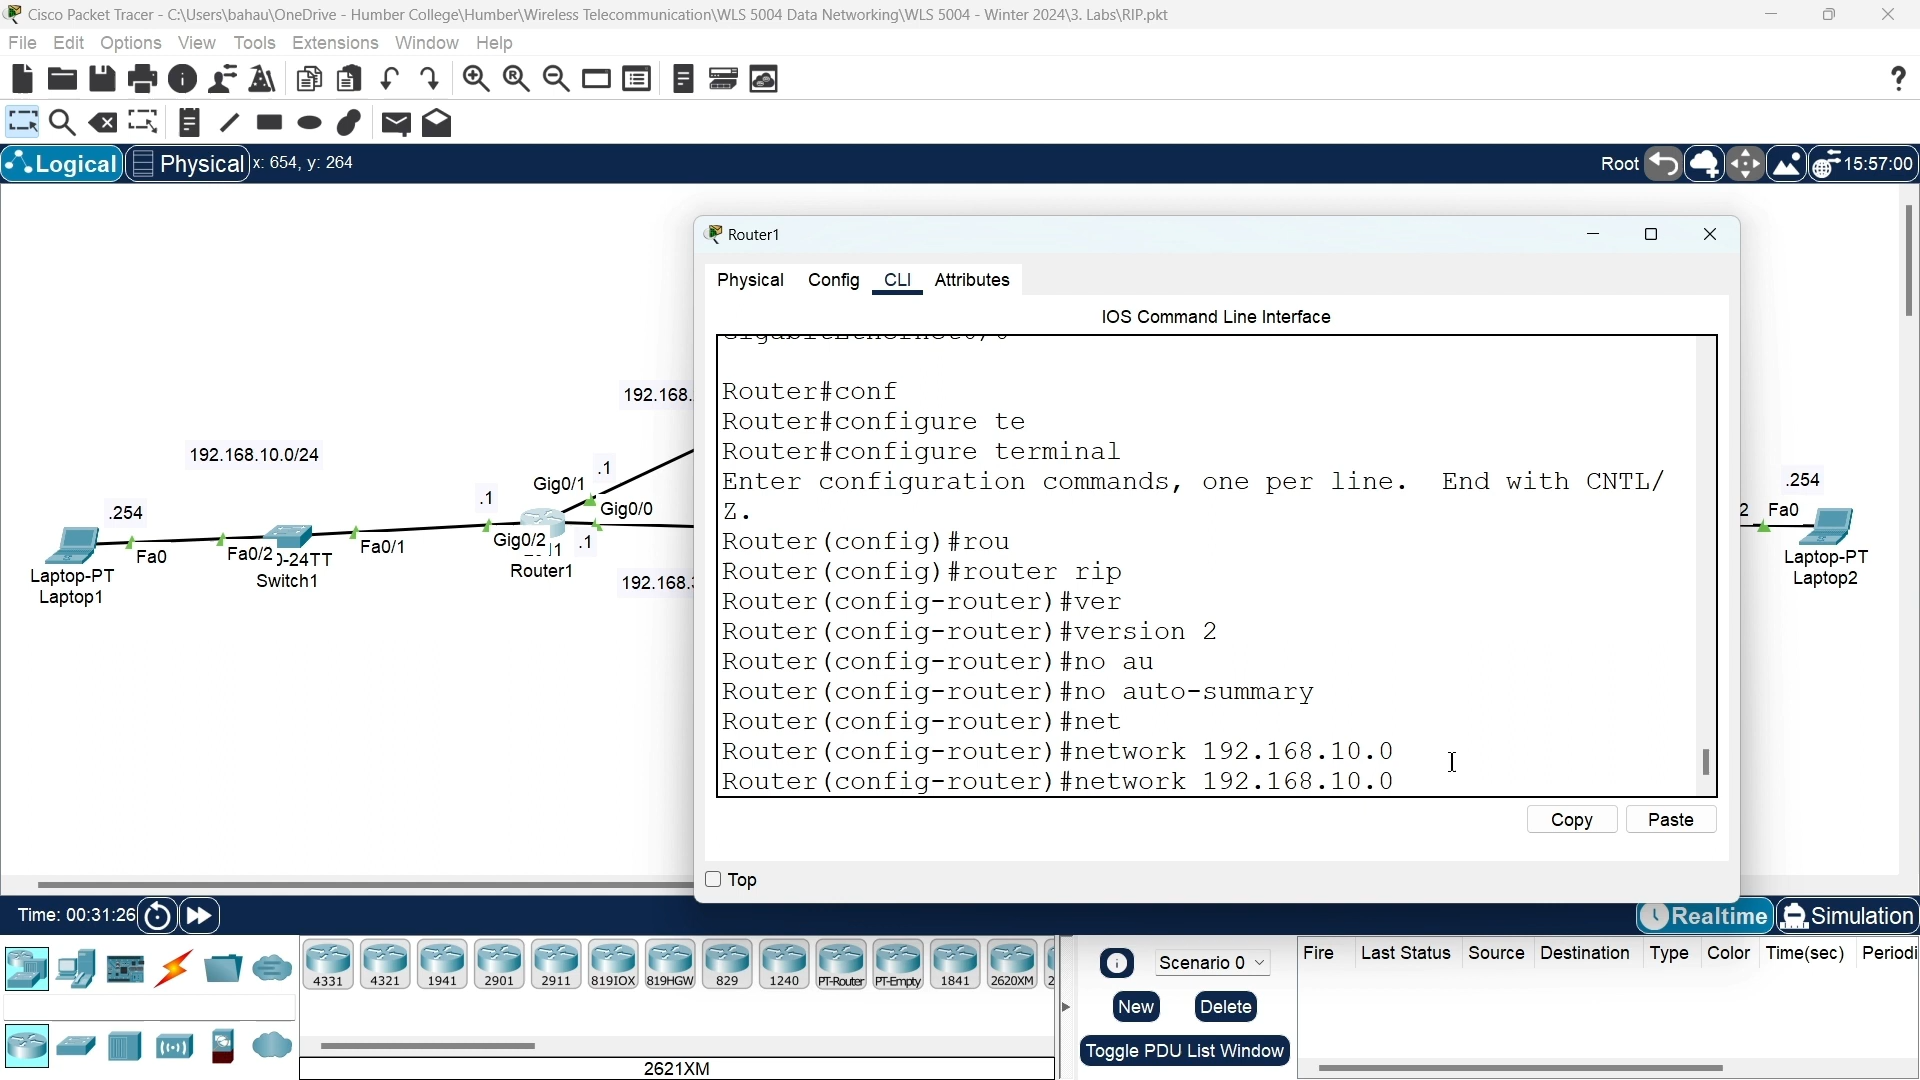 Cisco Packet Tracer - C:\Users\bahau\OneDrive - Humber College\Humber\Wireless Telecommunication\WLS 5004 Data Networking\WLS 5004 - Winter 2024\3. Labs\RIP.pkt
File Edit Options View Tools Extensions Window Help
Logical Physical x: 654, y: 264
Root 15:57:00
Router1
Physical Config CLI Attributes
IOS Command Line Interface
Router#conf
Router#configure te
Router#configure terminal
Enter configuration commands, one per line.  End with CNTL/
Z.
Router(config)#rou
Router(config)#router rip
Router(config-router)#ver
Router(config-router)#version 2
Router(config-router)#no au
Router(config-router)#no auto-summary
Router(config-router)#net
Router(config-router)#network 192.168.10.0
Router(config-router)#network 192.168.10.0
Copy Paste
Top
192.168.
192.168.10.0/24
.1
Gig0/1
.1
Gig0/0
.254
Fa0
Fa0/2
Fa0/1
Gig0/2
.1
-24TT
Laptop-PT
Laptop1
Switch1
Router1
192.168.
.254
2 Fa0
Laptop-PT
Laptop2
Time: 00:31:26
Realtime Simulation
4331 4321 1941 2901 2911 819IOX 819HGW 829 1240 PT-Router PT-Empty 1841 2620XM 2
2621XM
Scenario 0
New Delete
Toggle PDU List Window
Fire Last Status Source Destination Type Color Time(sec) Periodi